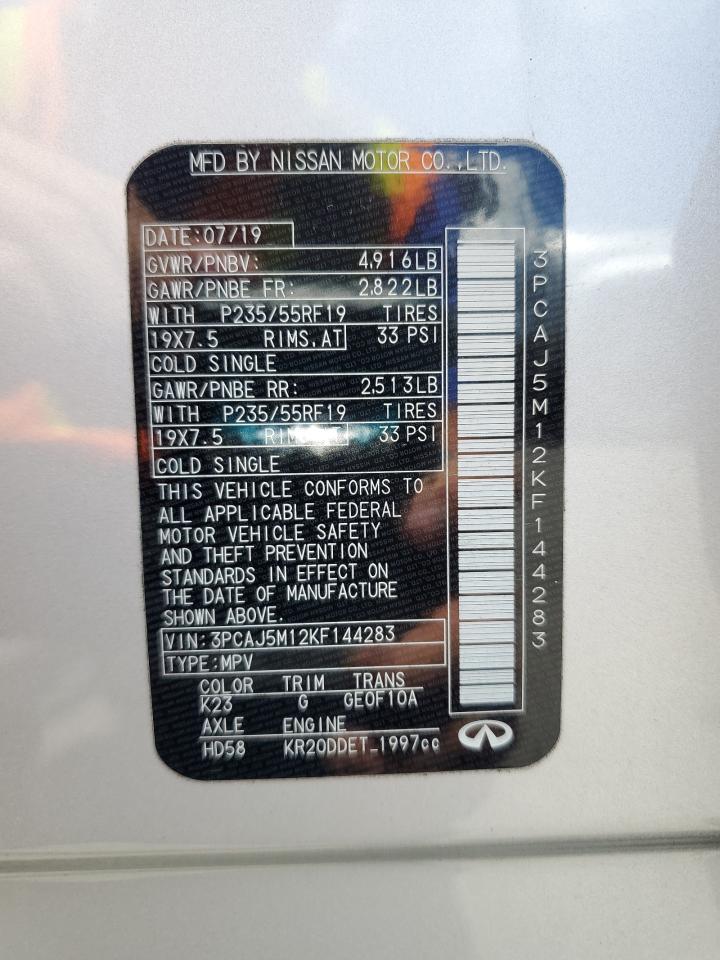 MFD BY NISSAN MOTOR CO.,LTD.
DATE:07/19
GVWR/PNBV: 4,916LB
GAWR/PNBE FR: 2,822LB
WITH P235/55RF19 TIRES
19X7.5 RIMS,AT 33 PSI
COLD SINGLE
GAWR/PNBE RR: 2,513LB
WITH P235/55RF19 TIRES
19X7.5 RIMS,AT 33 PSI
COLD SINGLE
THIS VEHICLE CONFORMS TO
ALL APPLICABLE FEDERAL
MOTOR VEHICLE SAFETY
AND THEFT PREVENTION
STANDARDS IN EFFECT ON
THE DATE OF MANUFACTURE
SHOWN ABOVE.
VIN:3PCAJ5M12KF144283
TYPE:MPV
COLOR TRIM TRANS
K23 G GE0F10A
AXLE ENGINE
HD58 KR20DDET_1997cc
3PCAJ5M12KF144283